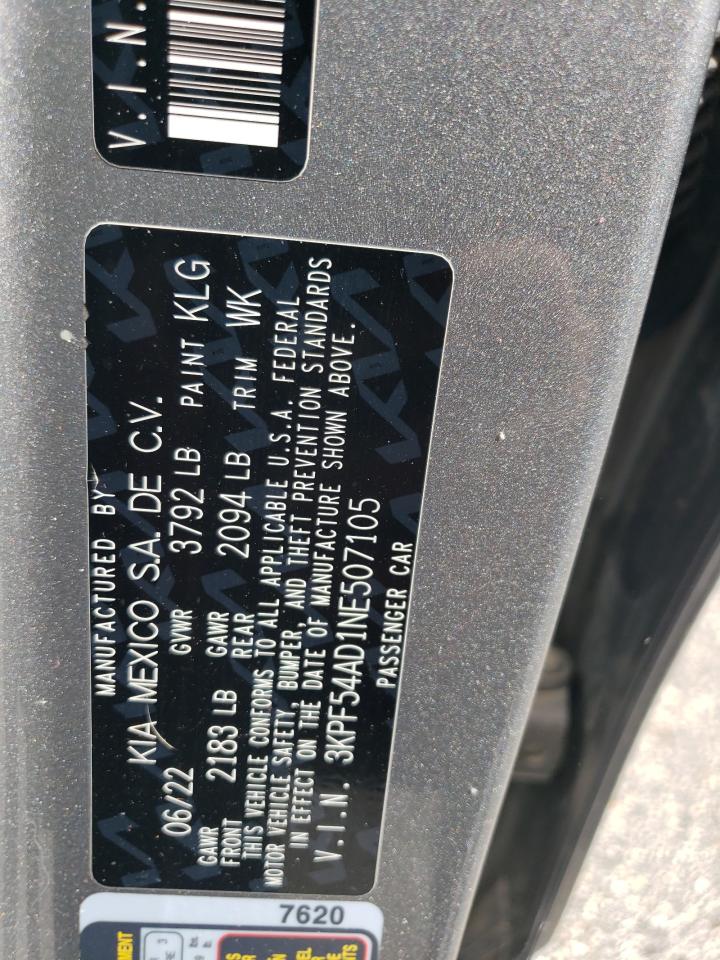 V.I.N.
MANUFACTURED BY
KIA MEXICO S.A. DE C.V.
06/22 GVWR 3792 LB PAINT KLG
GAWR FRONT 2183 LB GAWR REAR 2094 LB TRIM WK
THIS VEHICLE CONFORMS TO ALL APPLICABLE U.S.A. FEDERAL
MOTOR VEHICLE SAFETY, BUMPER, AND THEFT PREVENTION STANDARDS
IN EFFECT ON THE DATE OF MANUFACTURE SHOWN ABOVE.
V.I.N. 3KPF54AD1NE507105
PASSENGER CAR
7620